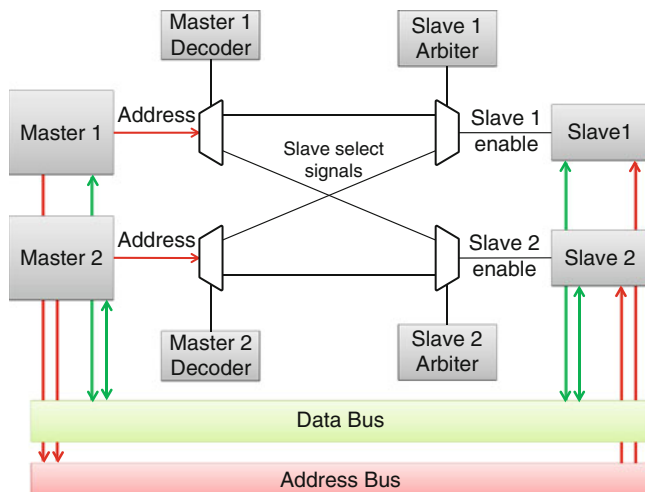 Master 1
Decoder
Slave 1
Arbiter
Master 1
Address
Slave 1
enable
Slave1
Slave select
signals
Master 2
Address
Slave 2
enable
Slave 2
Master 2
Decoder
Slave 2
Arbiter
Data Bus
Address Bus